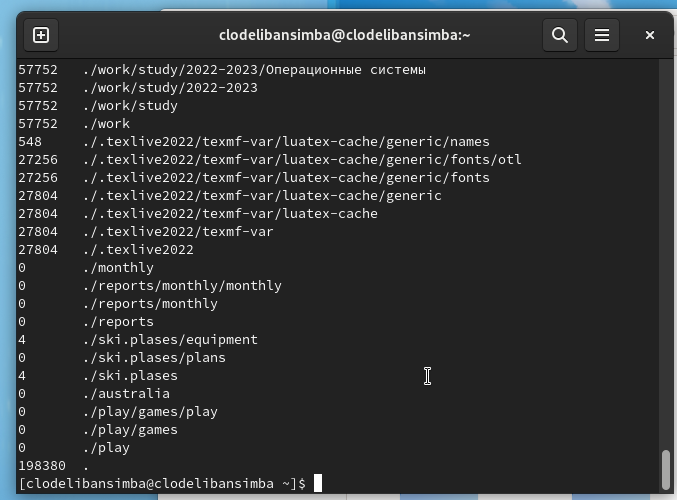 clodelibansimba@clodelibansimba:~
57752 ./work/study/2022-2023/Операционные системы
57752 ./work/study/2022-2023
57752 ./work/study
57752 ./work
548 ./.texlive2022/texmf-var/luatex-cache/generic/names
27256 ./.texlive2022/texmf-var/luatex-cache/generic/fonts/otl
27256 ./.texlive2022/texmf-var/luatex-cache/generic/fonts
27804 ./.texlive2022/texmf-var/luatex-cache/generic
27804 ./.texlive2022/texmf-var/luatex-cache
27804 ./.texlive2022/texmf-var
27804 ./.texlive2022
0 ./monthly
0 ./reports/monthly/monthly
0 ./reports/monthly
0 ./reports
4 ./ski.plases/equipment
0 ./ski.plases/plans
4 ./ski.plases
0 ./australia
0 ./play/games/play
0 ./play/games
0 ./play
198380 .
[clodelibansimba@clodelibansimba ~]$